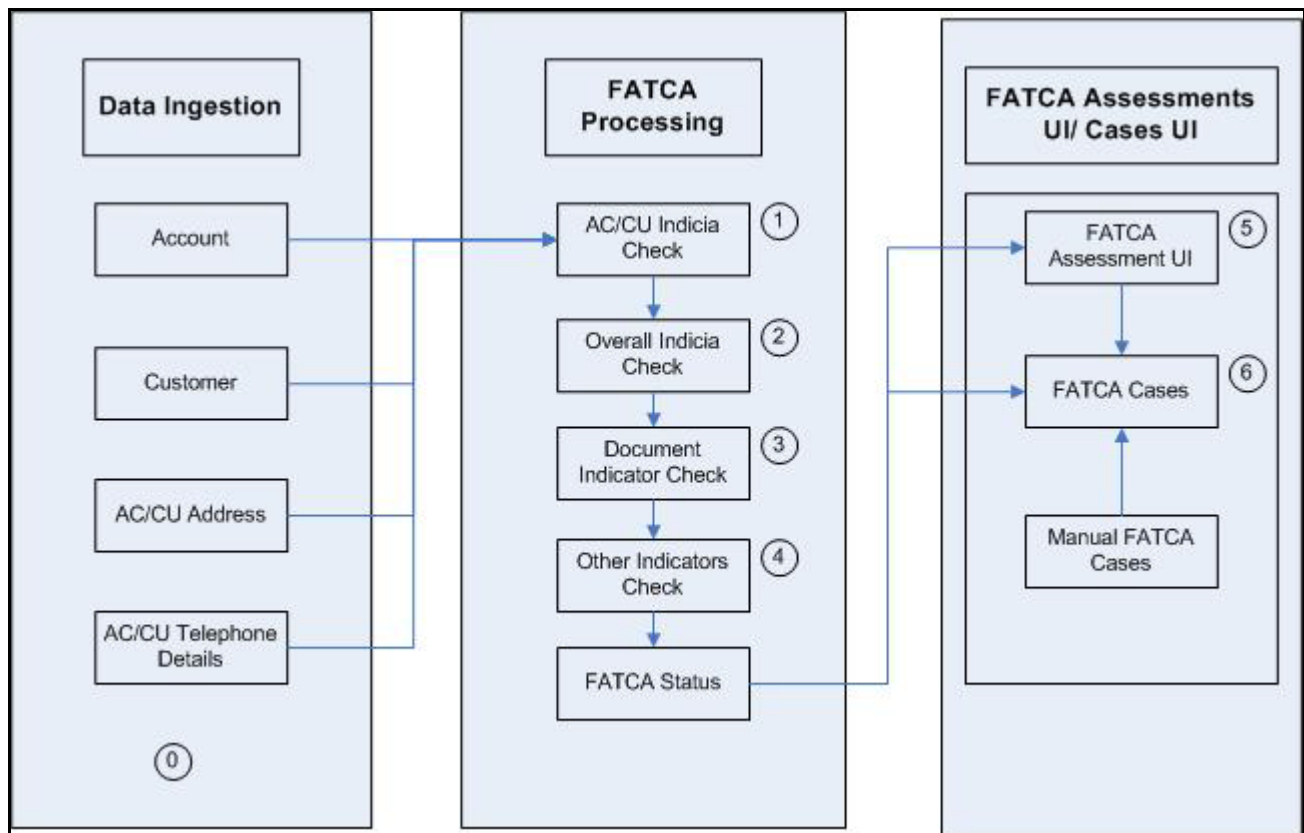 Data Ingestion
Account
Customer
AC/CU Address
AC/CU Telephone
Details
0
FATCA
Processing
AC/CU Indicia
Check
1
Overall Indicia
Check
2
Document
Indicator Check
3
Other Indicators
Check
4
FATCA Status
FATCA Assessments
UI/ Cases UI
FATCA
Assessment UI
5
FATCA Cases
6
Manual FATCA
Cases